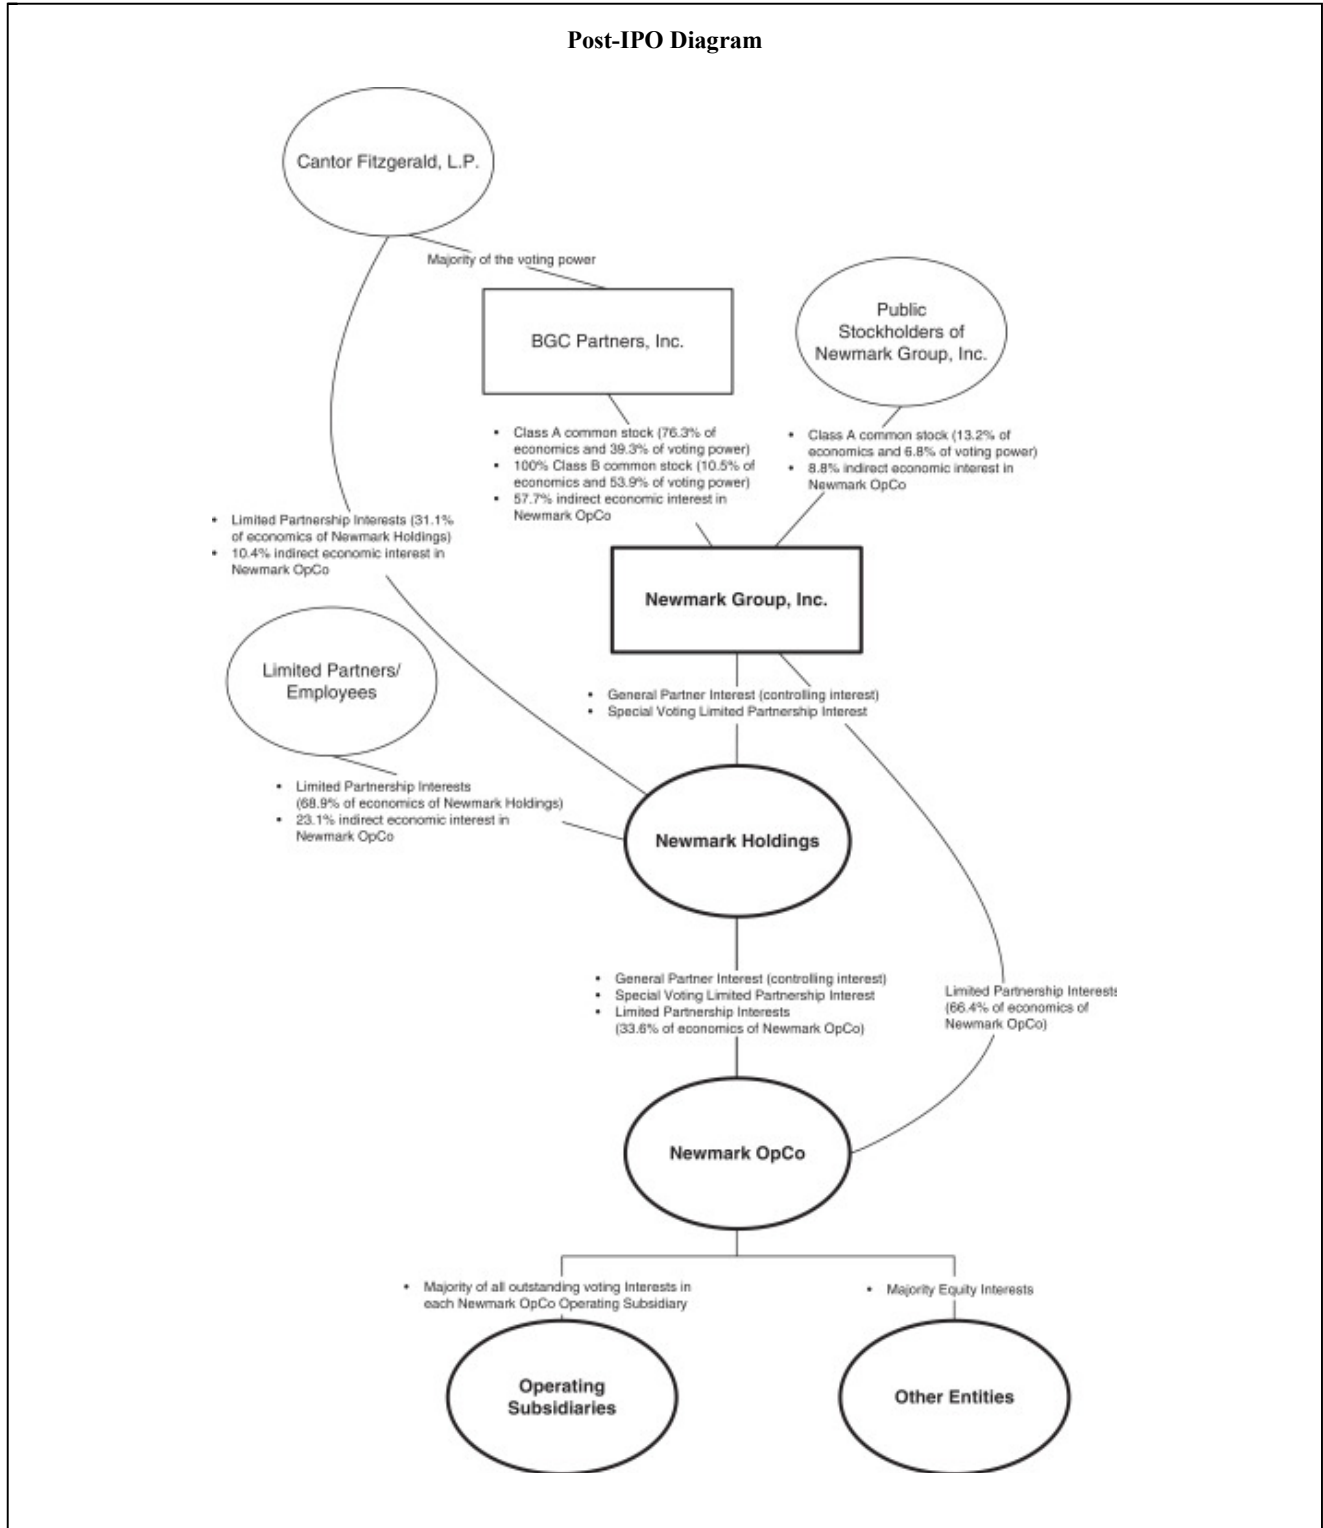 Post-IPO Diagram
Cantor Fitzgerald, L.P.
Majority of the voting power
BGC Partners, Inc.
Public
Stockholders of
Newmark Group, Inc.
• Class A common stock (76.3% of
economics and 39.3% of voting power)
• 100% Class B common stock (10.5% of
economics and 53.9% of voting power)
• 57.7% indirect economic interest in
Newmark OpCo
• Class A common stock (13.2% of
economics and 6.8% of voting power)
• 8.8% indirect economic interest in
Newmark OpCo
• Limited Partnership Interests (31.1%
of economics of Newmark Holdings)
• 10.4% indirect economic interest in
Newmark OpCo
Newmark Group, Inc.
Limited Partners/
Employees
• General Partner Interest (controlling interest)
• Special Voting Limited Partnership Interest
• Limited Partnership Interests
(68.9% of economics of Newmark Holdings)
• 23.1% indirect economic interest in
Newmark OpCo
Newmark Holdings
• General Partner Interest (controlling interest)
• Special Voting Limited Partnership Interest
• Limited Partnership Interests
(33.6% of economics of Newmark OpCo)
Limited Partnership Interests
(66.4% of economics of
Newmark OpCo)
Newmark OpCo
• Majority of all outstanding voting Interests in
each Newmark OpCo Operating Subsidiary
• Majority Equity Interests
Operating
Subsidiaries
Other Entities